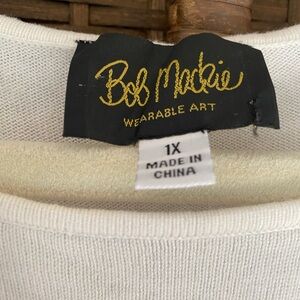 Bob Mackie
WEARABLE ART
1X
MADE IN
CHINA